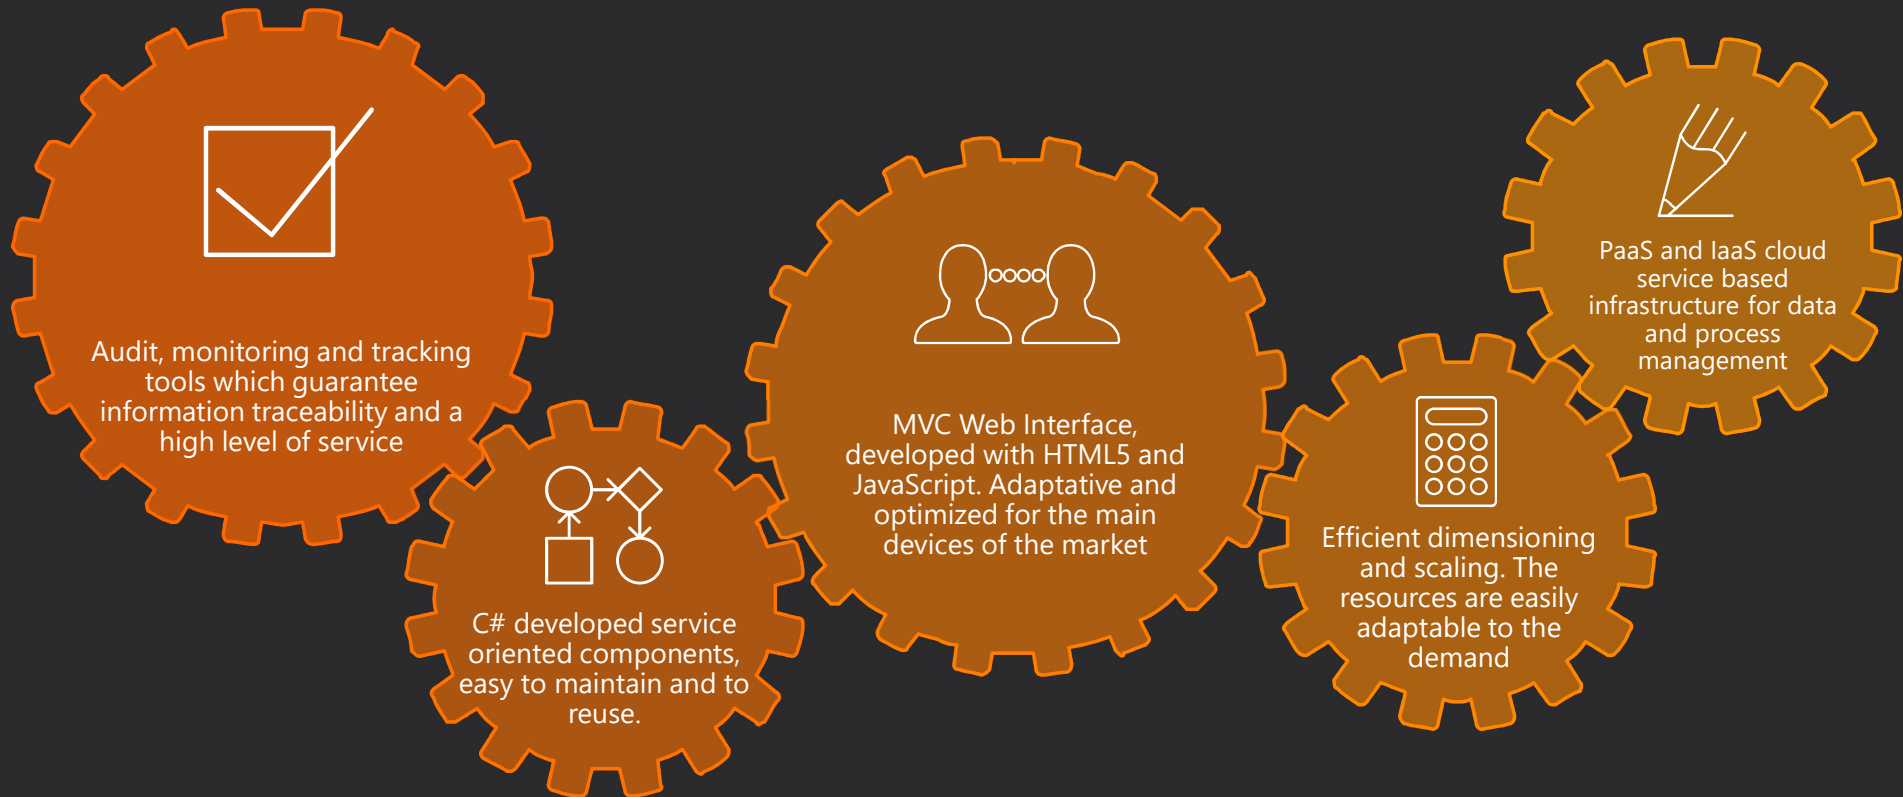 Audit, monitoring and tracking
tools which guarantee
information traceability and a
high level of service
C# developed service
oriented components,
easy to maintain and to
reuse.
MVC Web Interface,
developed with HTML5 and
JavaScript. Adaptative and
optimized for the main
devices of the market
Efficient dimensioning
and scaling. The
resources are easily
adaptable to the
demand
PaaS and IaaS cloud
service based
infrastructure for data
and process
management